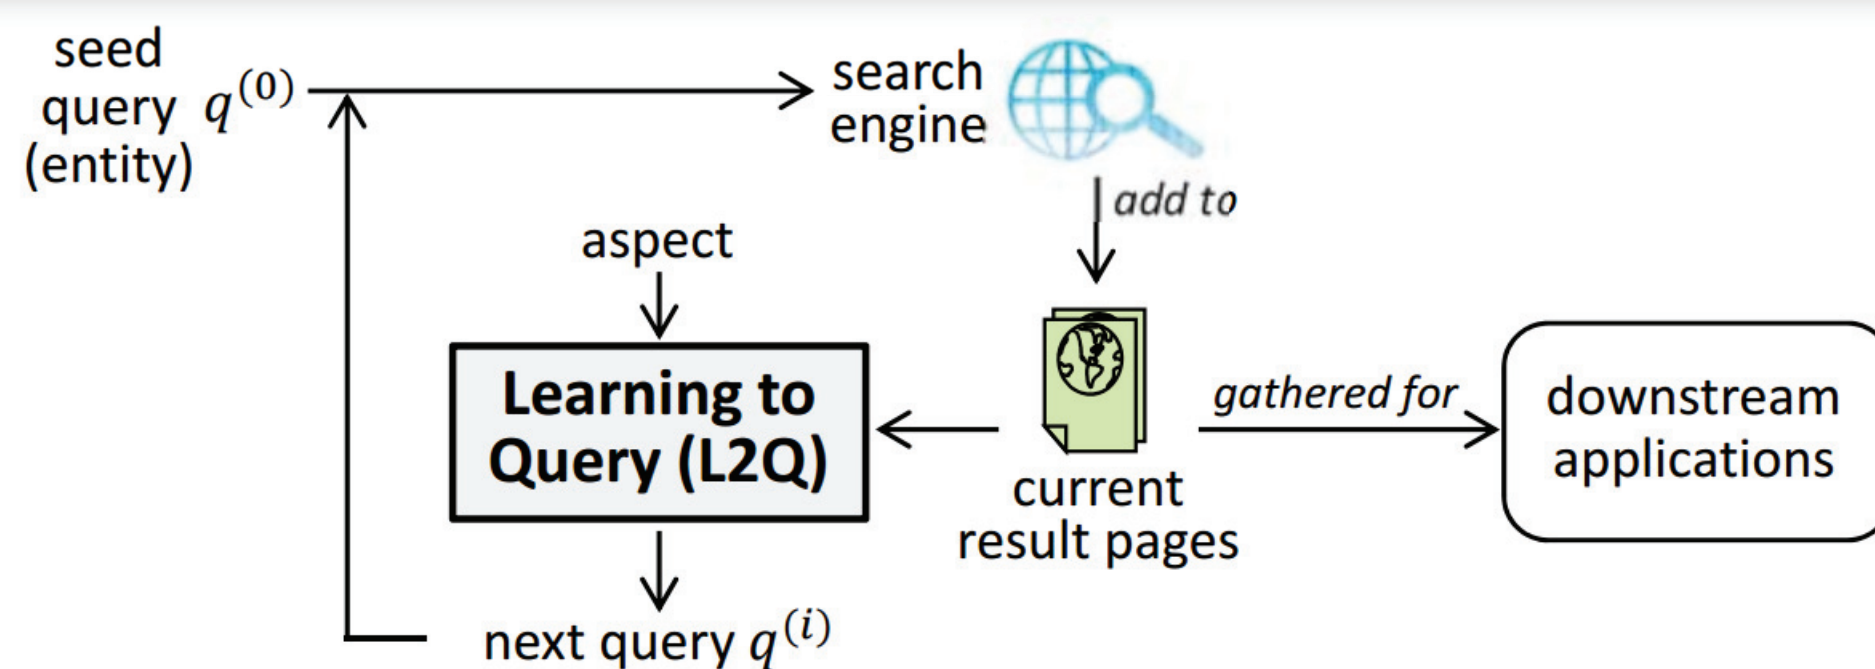 seed
query q^(0)
(entity)
search
engine
add to
aspect
Learning to
Query (L2Q)
current
result pages
gathered for
downstream
applications
next query q^(i)